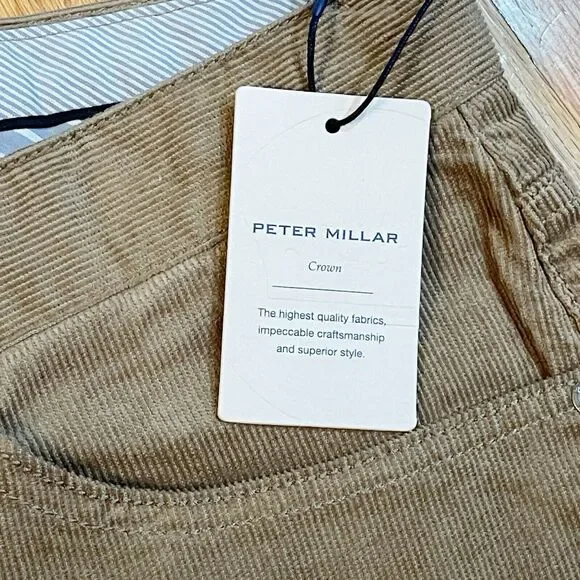 PETER MILLAR
Crown
The highest quality fabrics,
impeccable craftsmanship
and superior style.